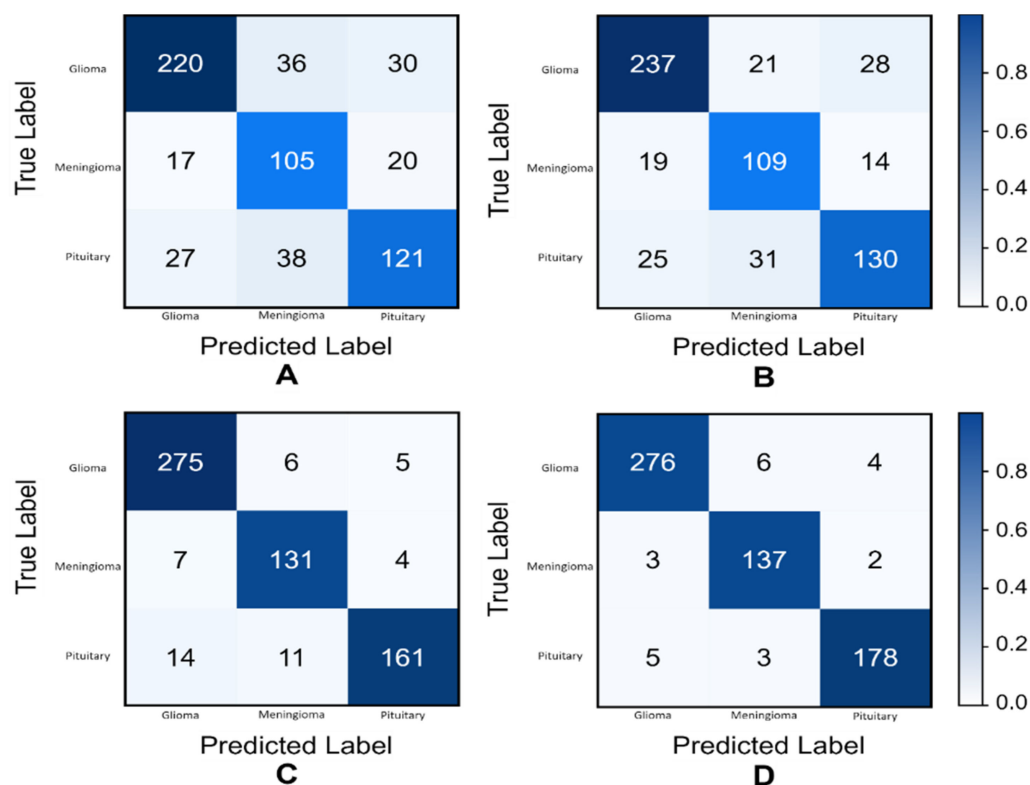 True Label
Glioma
220 36 30
Meningioma
17 105 20
Pituitary
27 38 121
Glioma Meningioma Pituitary
Predicted Label
A
True Label
Glioma
237 21 28
Meningioma
19 109 14
Pituitary
25 31 130
Glioma Meningioma Pituitary
Predicted Label
B
0.8
0.6
0.4
0.2
0.0
True Label
Glioma
275 6 5
Meningioma
7 131 4
Pituitary
14 11 161
Glioma Meningioma Pituitary
Predicted Label
C
True Label
Glioma
276 6 4
Meningioma
3 137 2
Pituitary
5 3 178
Glioma Meningioma Pituitary
Predicted Label
D
0.8
0.6
0.4
0.2
0.0